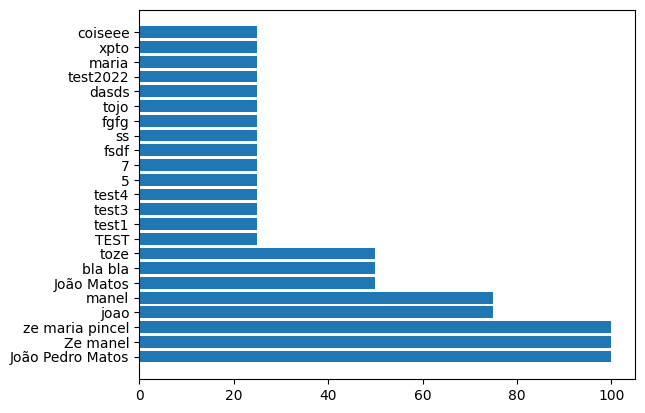 coiseee
xpto
maria
test2022
dasds
tojo
fgfg
ss
fsdf
7
5
test4
test3
test1
TEST
toze
bla bla
João Matos
manel
joao
ze maria pincel
Ze manel
João Pedro Matos
0 20 40 60 80 100